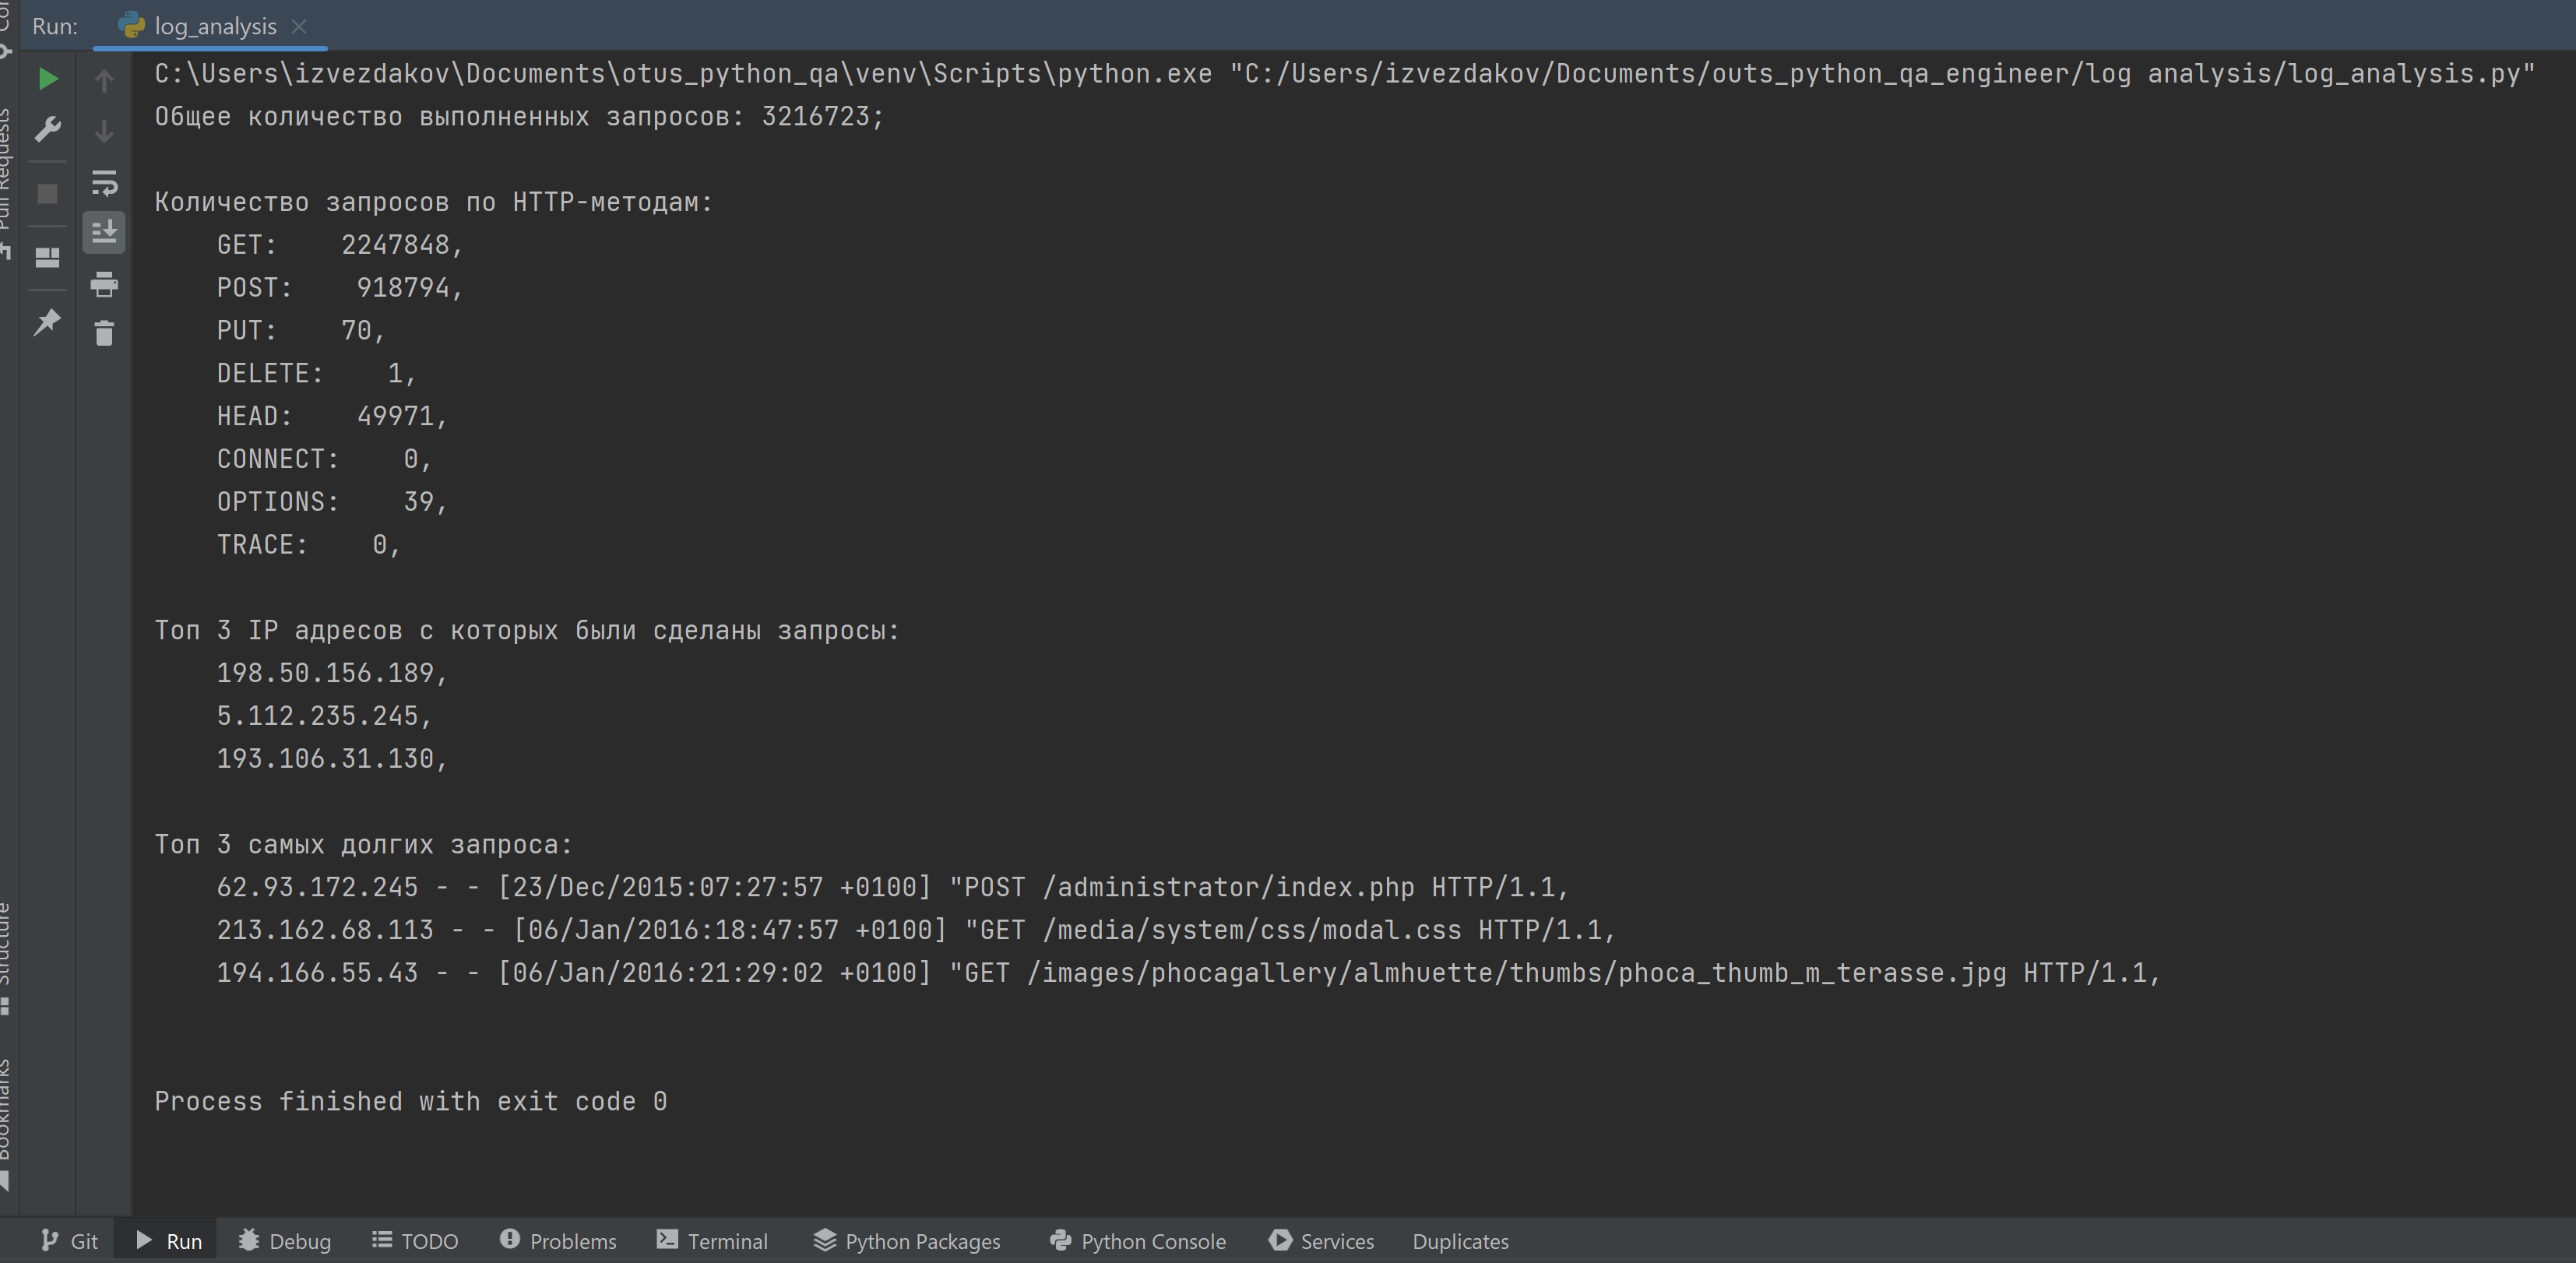 Run: log_analysis
C:\Users\izvezdakov\Documents\otus_python_qa\venv\Scripts\python.exe "C:/Users/izvezdakov/Documents/outs_python_qa_engineer/log analysis/log_analysis.py"
Общее количество выполненных запросов: 3216723;
Количество запросов по HTTP-методам:
GET: 2247848,
POST: 918794,
PUT: 70,
DELETE: 1,
HEAD: 49971,
CONNECT: 0,
OPTIONS: 39,
TRACE: 0,
Топ 3 IP адресов с которых были сделаны запросы:
198.50.156.189,
5.112.235.245,
193.106.31.130,
Топ 3 самых долгих запроса:
62.93.172.245 - - [23/Dec/2015:07:27:57 +0100] "POST /administrator/index.php HTTP/1.1,
213.162.68.113 - - [06/Jan/2016:18:47:57 +0100] "GET /media/system/css/modal.css HTTP/1.1,
194.166.55.43 - - [06/Jan/2016:21:29:02 +0100] "GET /images/phocagallery/almhuette/thumbs/phoca_thumb_m_terasse.jpg HTTP/1.1,
Process finished with exit code 0
Pull Requests
Structure
Bookmarks
Git Run Debug TODO Problems Terminal Python Packages Python Console Services Duplicates